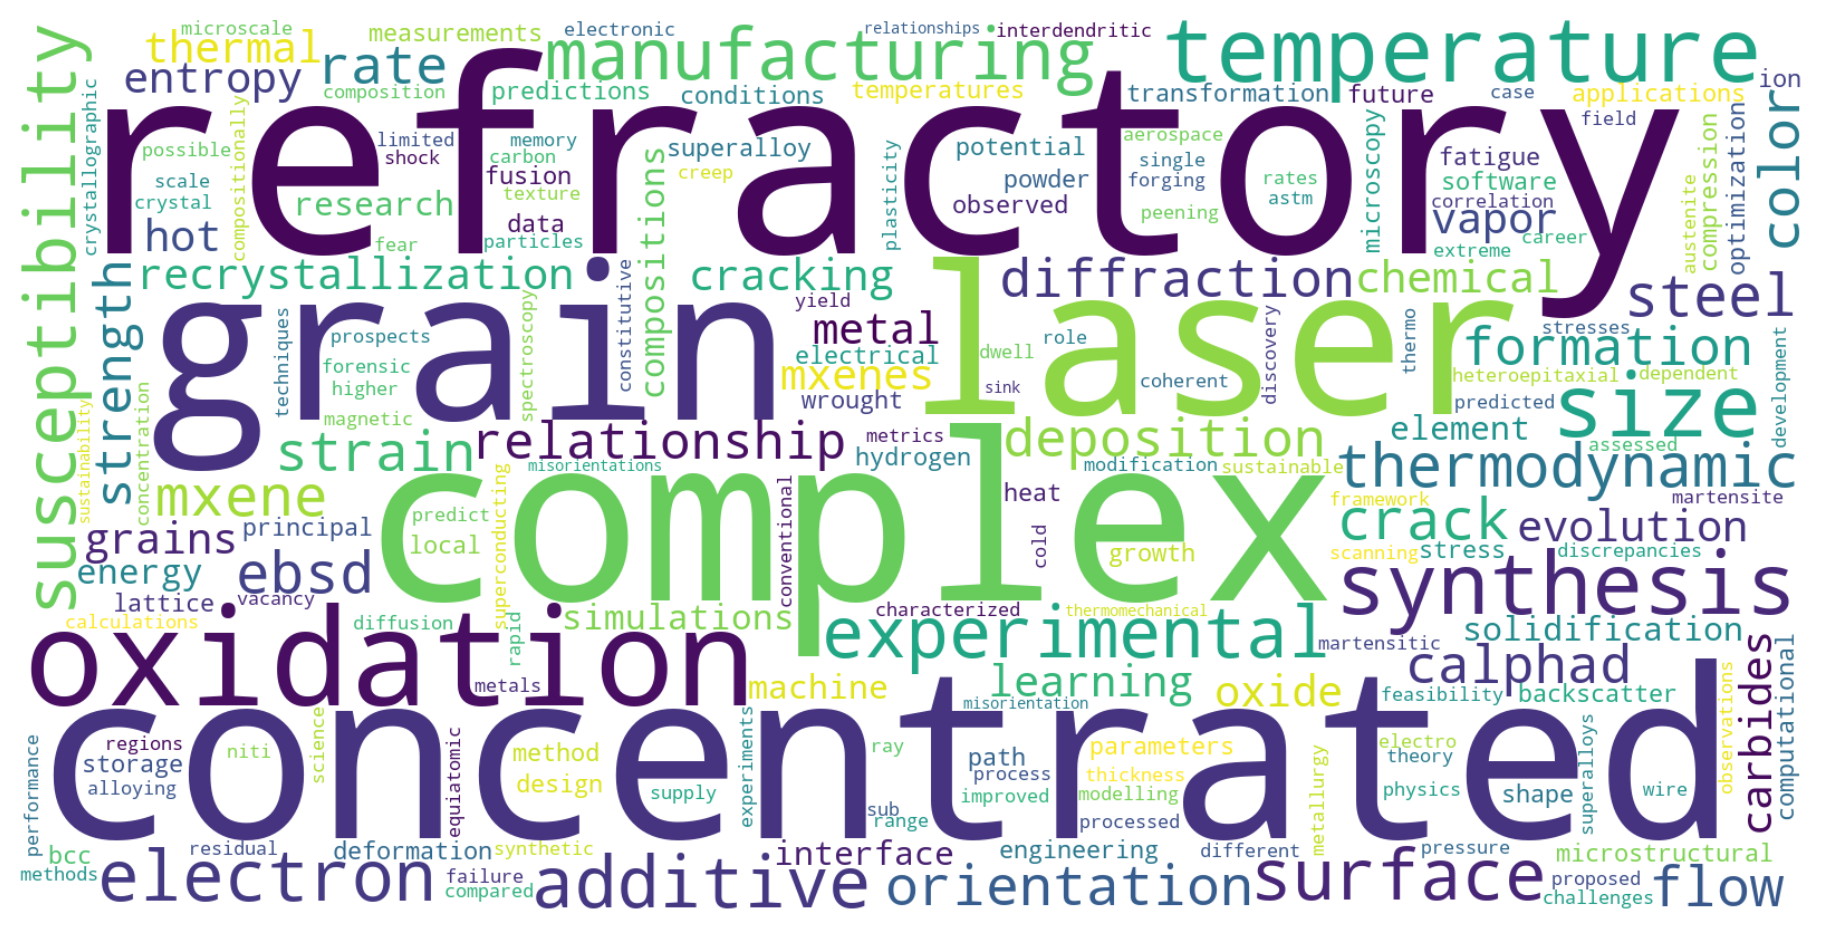 microscale
measurements
electronic
relationships
interdendritic
thermal
rate
manufacturing
temperature
entropy
composition
predictions
conditions
temperatures
transformation
future
case
applications
ion
susceptibility
crystallographic
refractory
possible
compositionally
limited
shock
memory
carbon
fusion
texture
superalloy
creep
compositions
plasticity
potential
powder
observed
aerospace
single
forging
peening
rates
astm
microscopy
fatigue
software
correlation
vapor
career
extreme
field
austenite
compression
optimization
color
scale
crystal
research
data
particles
hot
fear
recrystallization
cracking
diffraction
chemical
steel
strength
grain
laser
techniques
prospects
forensic
higher
magnetic
spectroscopy
constitutive
yield
metal
electrical
mxenes
wrought
role
dwell
sink
coherent
discovery
thermo
stresses
formation
heteroepitaxial
dependent
predicted
size
development
sustainability
concentration
mxene
strain
relationship
metrics
hydrogen
deposition
element
assessed
thermodynamic
misorientations
modification
sustainable
framework
martensite
grains
principal
complex
predict
local
superconducting
conventional
heat
cold
growth
crack
evolution
scanning
stress
discrepancies
energy
ebsd
synthesis
lattice
vacancy
calculations
diffusion
rapid
simulations
characterized
thermomechanical
experimental
martensitic
solidification
oxidation
metals
machine
learning
oxide
calphad
carbides
computational
feasibility
backscatter
misorientation
observations
concentrated
performance
regions
storage
alloying
niti
science
equiatomic
method
design
supply
experiments
ray
sub
range
path
process
improved
parameters
thickness
modelling
processed
metallurgy
electro
theory
physics
shape
superalloys
wire
bcc
methods
residual
electron
deformation
synthetic
failure
compared
additive
interface
engineering
orientation
different
surface
pressure
microstructural
proposed
challenges
flow